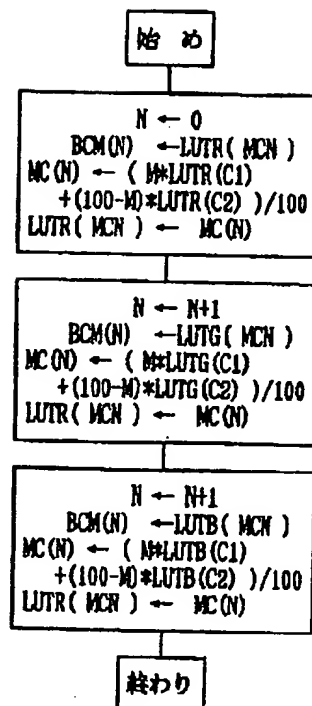 始 め
N ← 0
BCM(N) ←LUTR( MCN )
MC(N) ← ( M*LUTR(C1)
+(100-M)*LUTR(C2) )/100
LUTR( MCN ) ← MC(N)
N ← N+1
BCM(N) ←LUTG( MCN )
MC(N) ← ( M*LUTG(C1)
+(100-M)*LUTG(C2) )/100
LUTR( MCN ) ← MC(N)
N ← N+1
BCM(N) ←LUTB( MCN )
MC(N) ← ( M*LUTB(C1)
+(100-M)*LUTB(C2) )/100
LUTR( MCN ) ← MC(N)
終わり